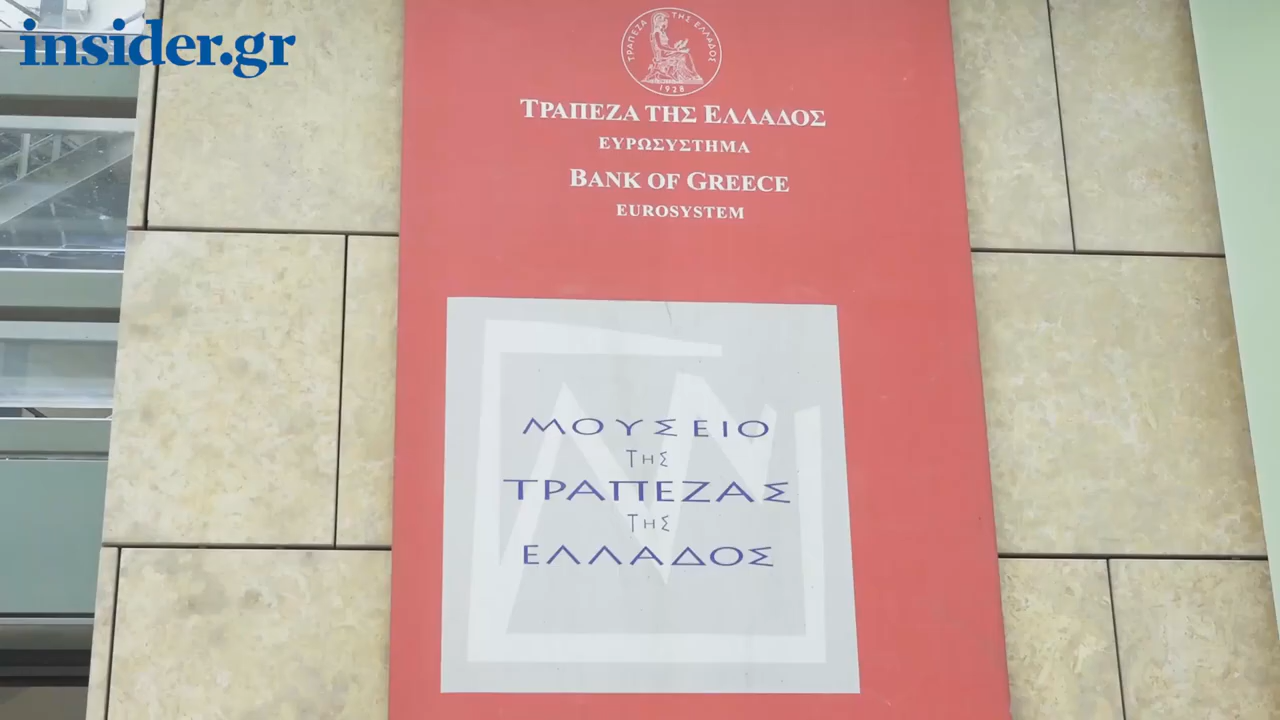 insider.gr
ΤΡΑΠΕΖΑ ΤΗΣ ΕΛΛΑΔΟΣ
1928
ΤΡΑΠΕΖΑ ΤΗΣ ΕΛΛΑΔΟΣ
ΕΥΡΩΣΥΣΤΗΜΑ
BANK OF GREECE
EUROSYSTEM
ΜΟΥΣΕΙΟ
ΤΗΣ
ΤΡΑΠΕΖΑΣ
ΤΗΣ
ΕΛΛΑΔΟΣ